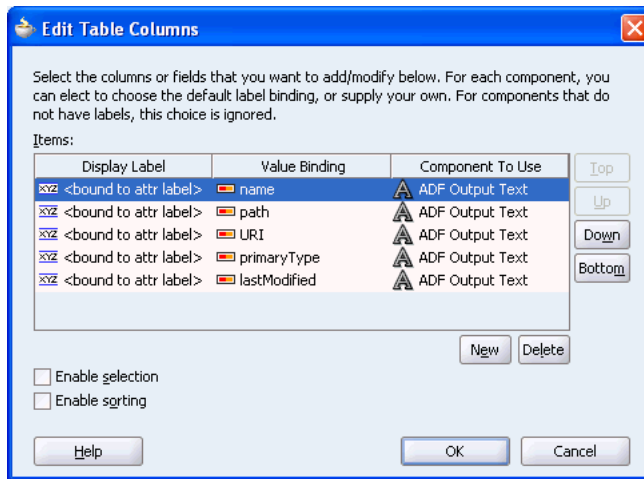 Edit Table Columns
Select the columns or fields that you want to add/modify below. For each component, you
can elect to choose the default label binding, or supply your own. For components that do
not have labels, this choice is ignored.
Items:
Display Label Value Binding Component To Use
XYZ <bound to attr label> name A ADF Output Text
XYZ <bound to attr label> path A ADF Output Text
XYZ <bound to attr label> URI A ADF Output Text
XYZ <bound to attr label> primaryType A ADF Output Text
XYZ <bound to attr label> lastModified A ADF Output Text
Top
Up
Down
Bottom
New Delete
Enable selection
Enable sorting
Help OK Cancel